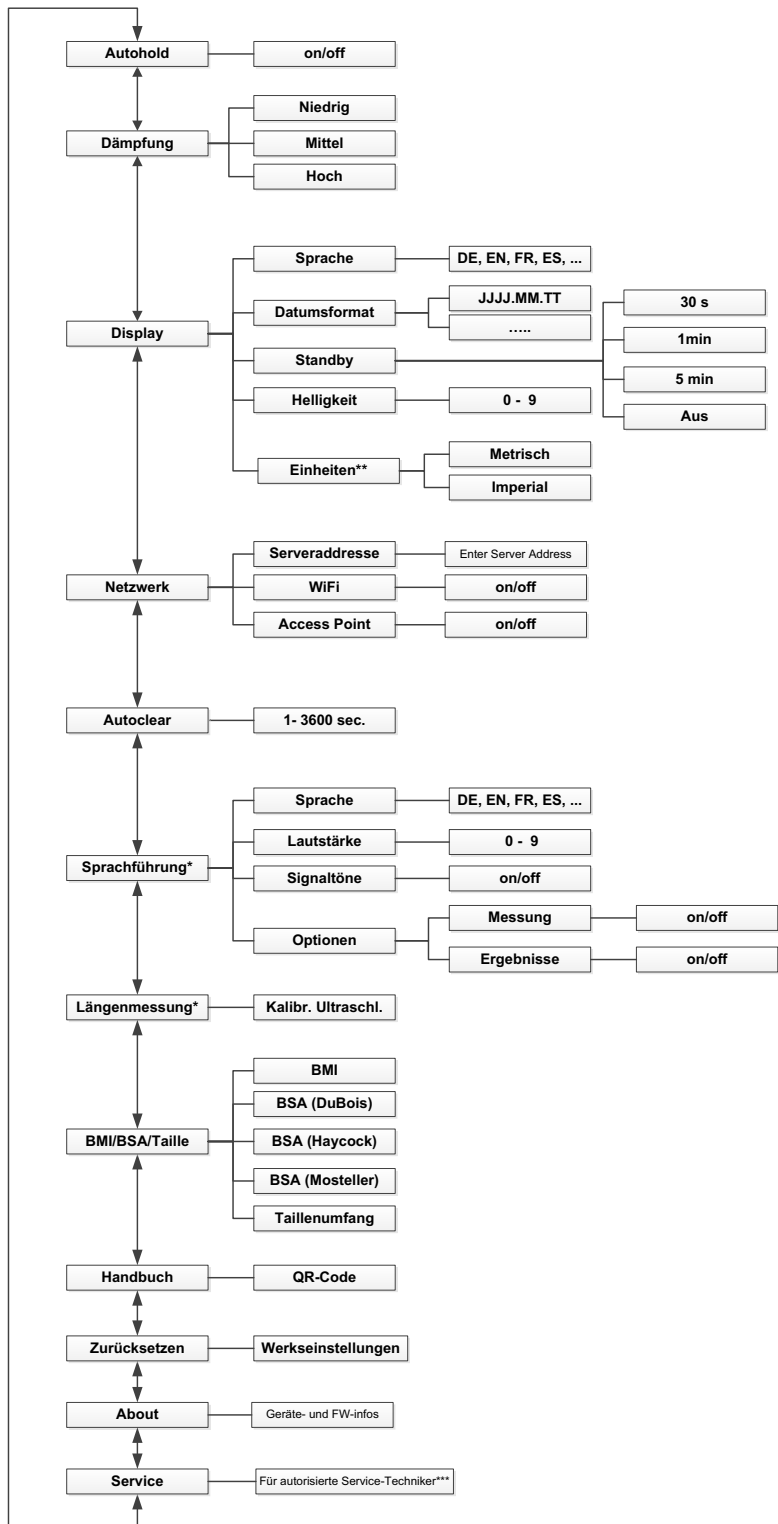 Autohold
on/off
Dämpfung
Niedrig
Mittel
Hoch
Display
Sprache
DE, EN, FR, ES, ...
Datumsformat
JJJJ.MM.TT
.....
Standby
30 s
1min
5 min
Aus
Helligkeit
0 - 9
Einheiten**
Metrisch
Imperial
Netzwerk
Serveraddresse
Enter Server Address
WiFi
on/off
Access Point
on/off
Autoclear
1- 3600 sec.
Sprachführung*
Sprache
DE, EN, FR, ES, ...
Lautstärke
0 - 9
Signaltöne
on/off
Optionen
Messung
on/off
Ergebnisse
on/off
Längenmessung*
Kalibr. Ultraschl.
BMI/BSA/Taille
BMI
BSA (DuBois)
BSA (Haycock)
BSA (Mosteller)
Taillenumfang
Handbuch
QR-Code
Zurücksetzen
Werkseinstellungen
About
Geräte- und FW-infos
Service
Für autorisierte Service-Techniker***